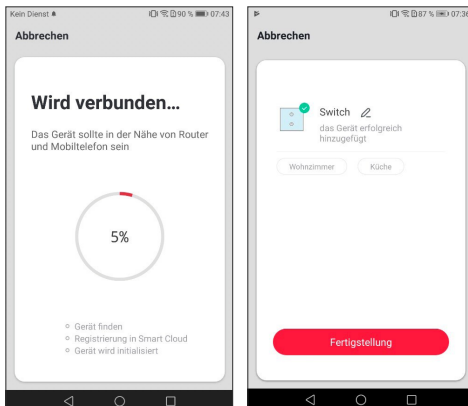 Kein Dienst
90 %
07:43
Abbrechen
Wird verbunden...
Das Gerät sollte in der Nähe von Router
und Mobiltelefon sein
5%
Gerät finden
Registrierung in Smart Cloud
Gerät wird initialisiert
87 %
07:36
Abbrechen
Switch
das Gerät erfolgreich
hinzugefügt
Wohnzimmer
Küche
Fertigstellung